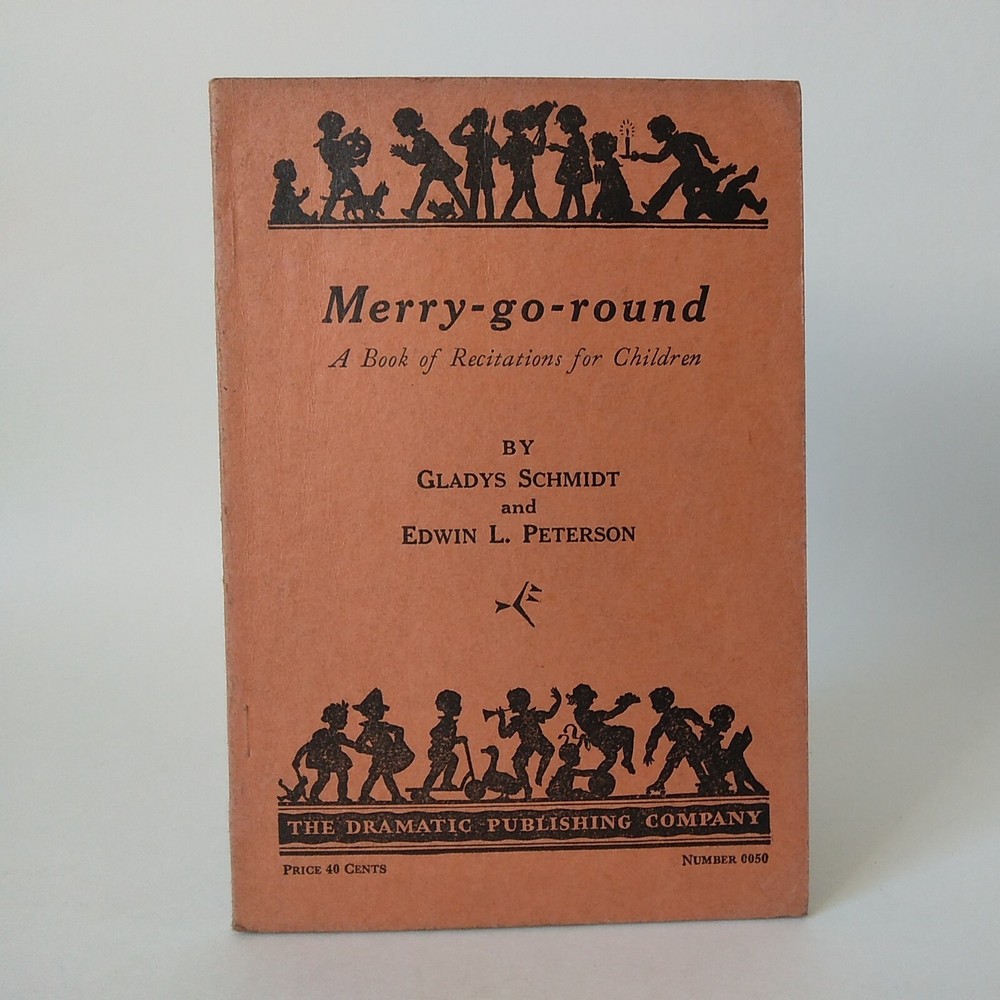 Merry-go-round
A Book of Recitations for Children
BY
GLADYS SCHMIDT
and
EDWIN L. PETERSON
THE DRAMATIC PUBLISHING COMPANY
PRICE 40 CENTS
NUMBER 0050